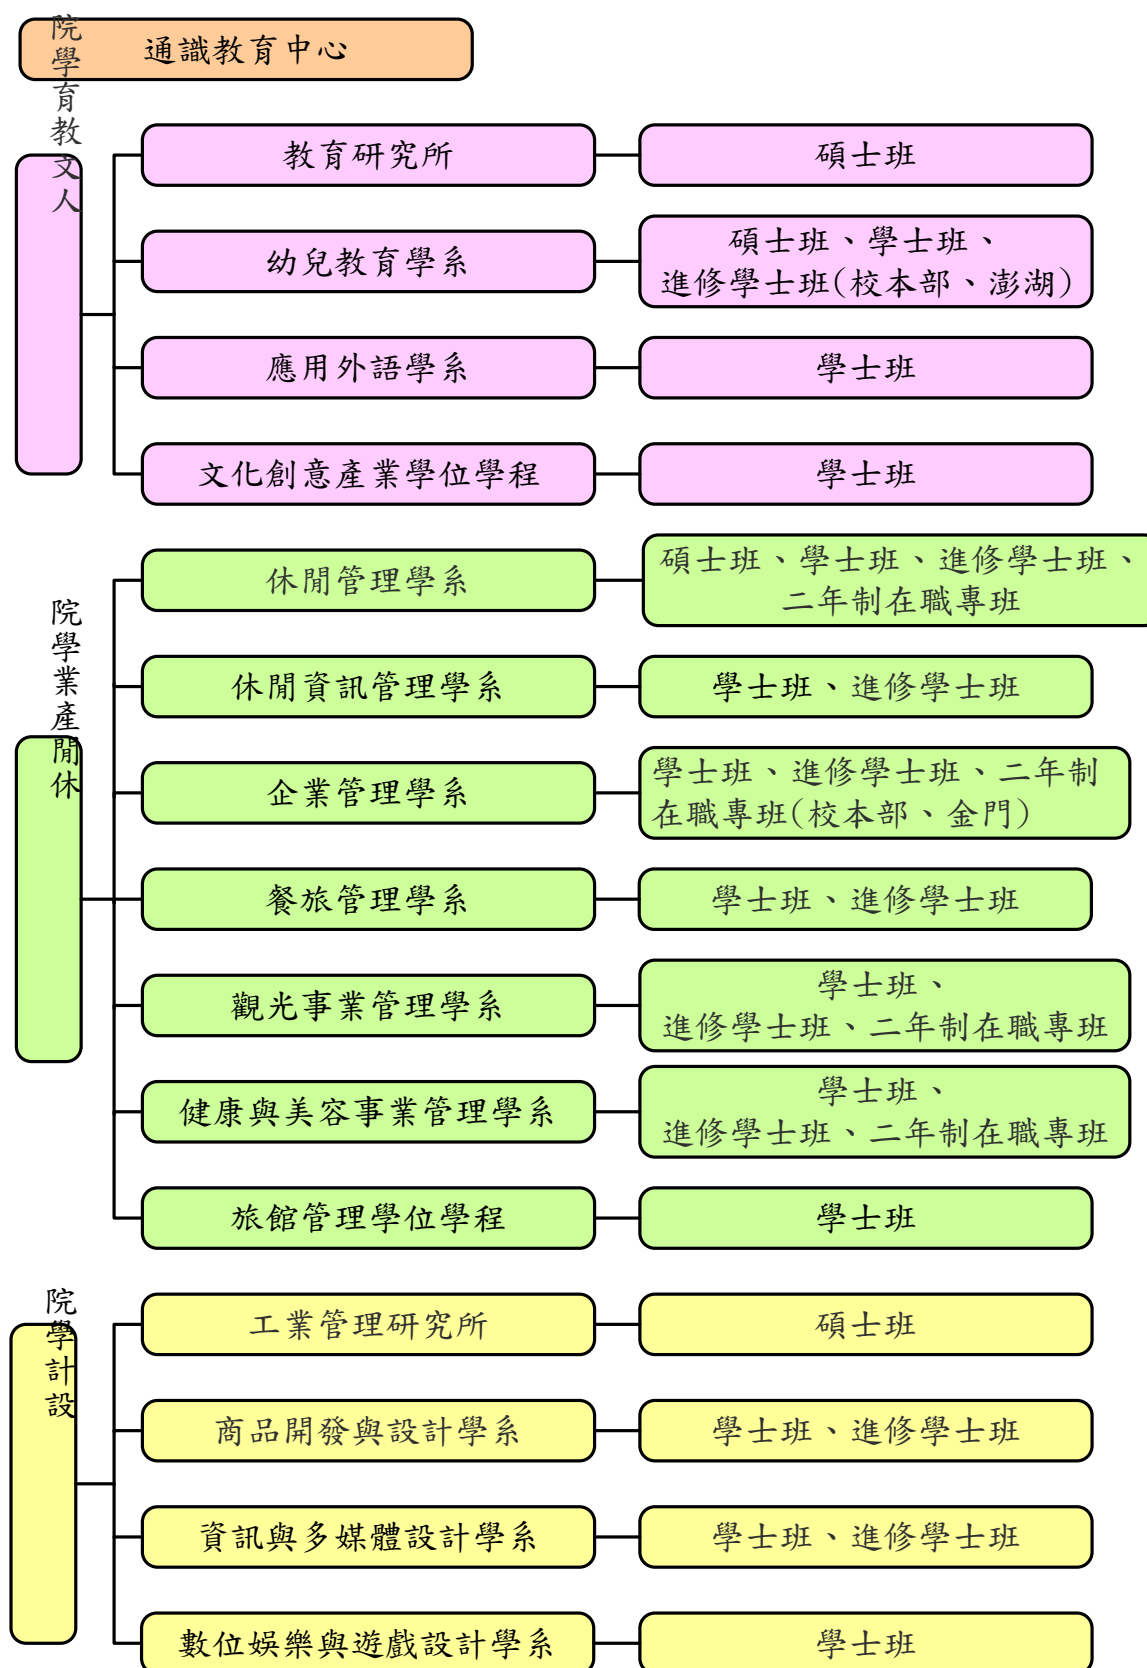 通識教育中心
院學育教文人
教育研究所
碩士班
幼兒教育學系
碩士班、學士班、
進修學士班(校本部、澎湖)
應用外語學系
學士班
文化創意產業學位學程
學士班
院學業產閒休
休閒管理學系
碩士班、學士班、進修學士班、
二年制在職專班
休閒資訊管理學系
學士班、進修學士班
企業管理學系
學士班、進修學士班、二年制
在職專班(校本部、金門)
餐旅管理學系
學士班、進修學士班
觀光事業管理學系
學士班、
進修學士班、二年制在職專班
健康與美容事業管理學系
學士班、
進修學士班、二年制在職專班
旅館管理學位學程
學士班
院學計設
工業管理研究所
碩士班
商品開發與設計學系
學士班、進修學士班
資訊與多媒體設計學系
學士班、進修學士班
數位娛樂與遊戲設計學系
學士班